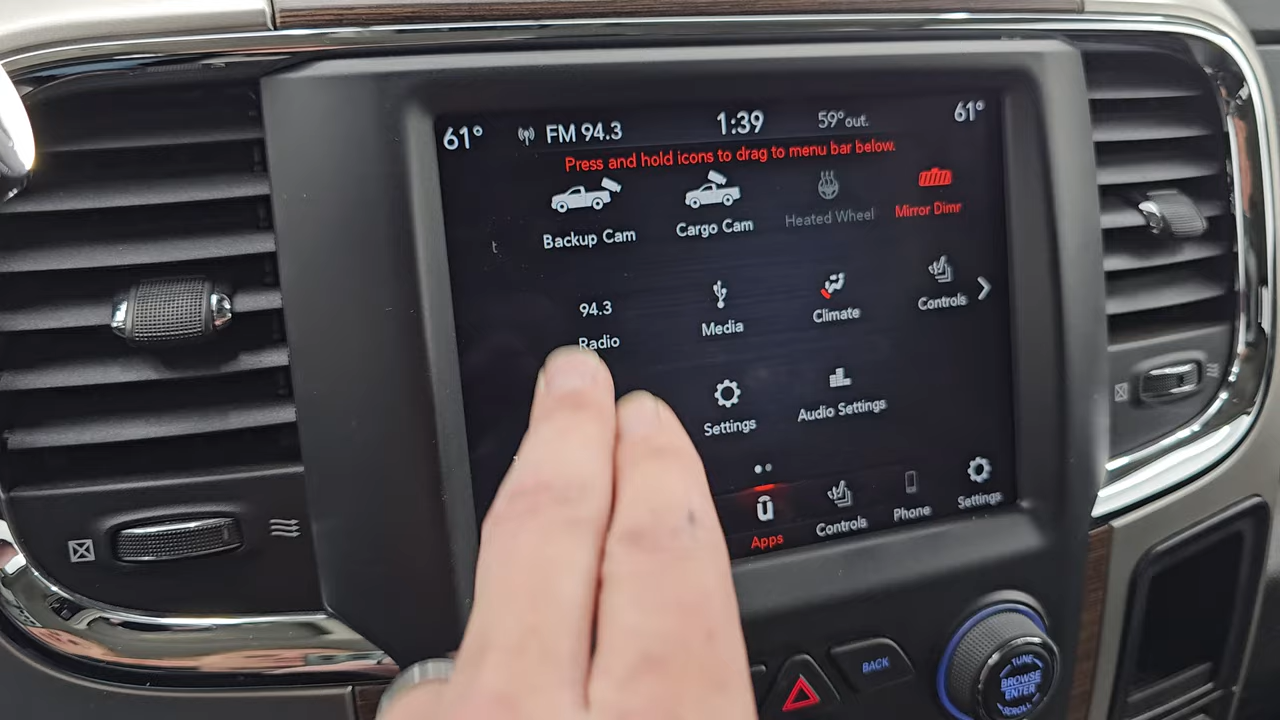 61° FM 94.3 1:39 59° out. 61°
Press and hold icons to drag to menu bar below.
Backup Cam Cargo Cam Heated Wheel Mirror Dimr
t
94.3
Radio Media Climate Controls
Settings Audio Settings
Apps Controls Phone Settings
BACK
TUNE
BROWSE
ENTER
SCROLL